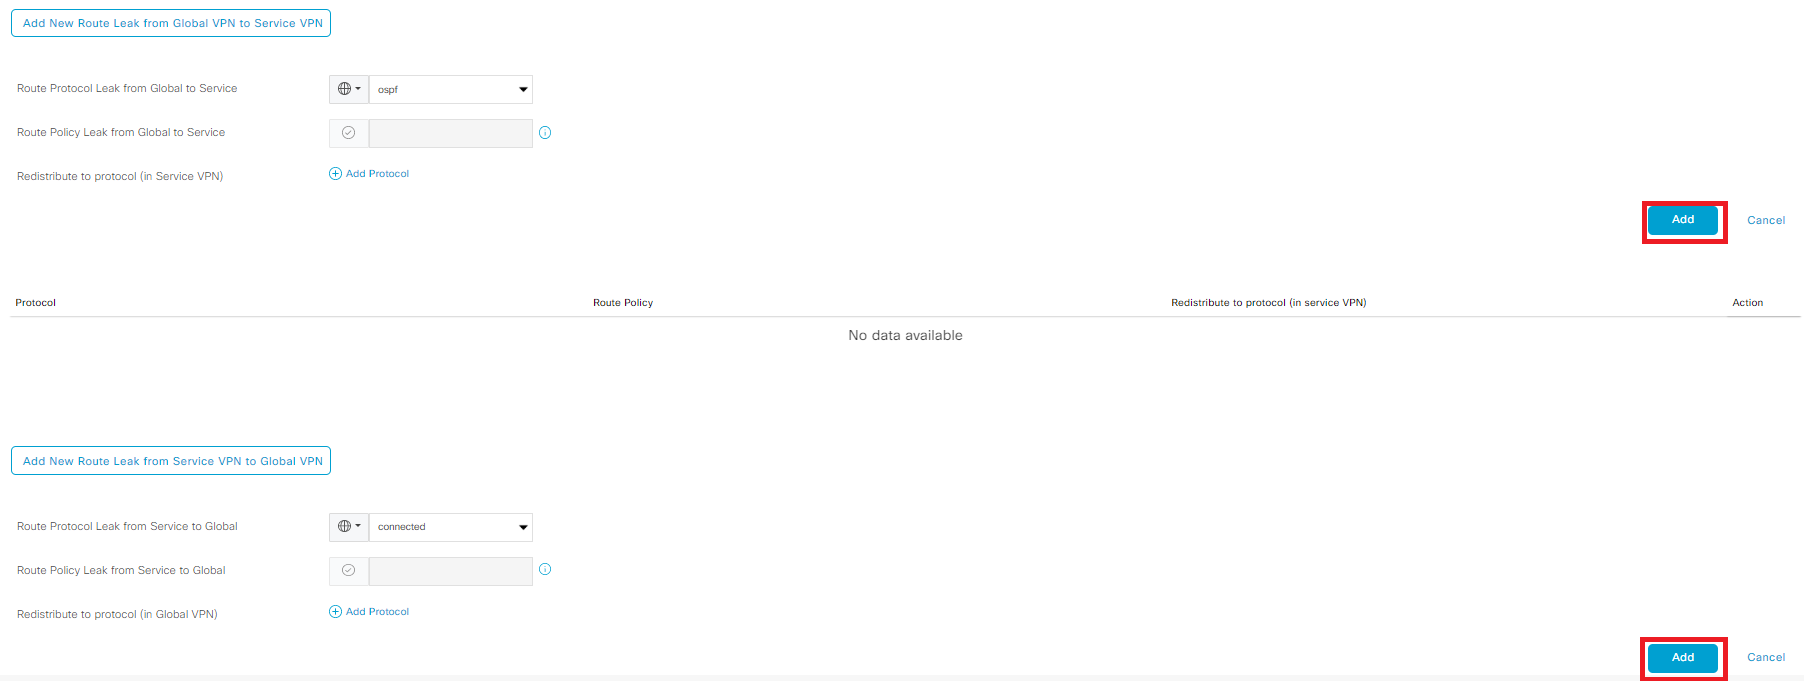 Add New Route Leak from Global VPN to Service VPN
Route Protocol Leak from Global to Service
ospf
Route Policy Leak from Global to Service
Redistribute to protocol (in Service VPN)
Add Protocol
Add
Cancel
Protocol
Route Policy
Redistribute to protocol (in service VPN)
Action
No data available
Add New Route Leak from Service VPN to Global VPN
Route Protocol Leak from Service to Global
connected
Route Policy Leak from Service to Global
Redistribute to protocol (in Global VPN)
Add Protocol
Add
Cancel